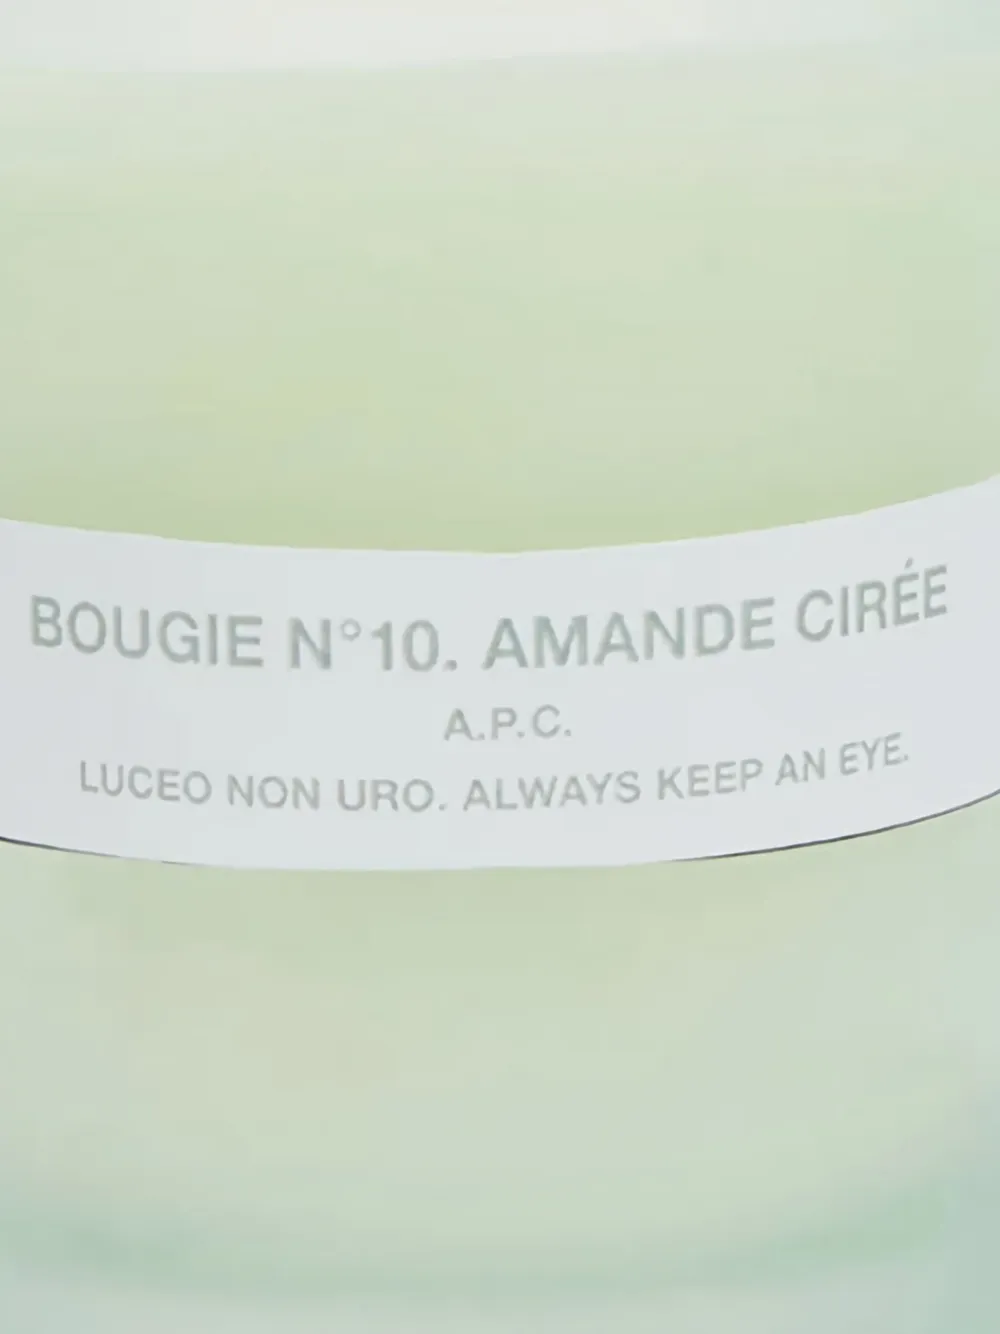 BOUGIE N°10. AMANDE CIRÉE
A.P.C.
LUCEO NON URO. ALWAYS KEEP AN EYE.